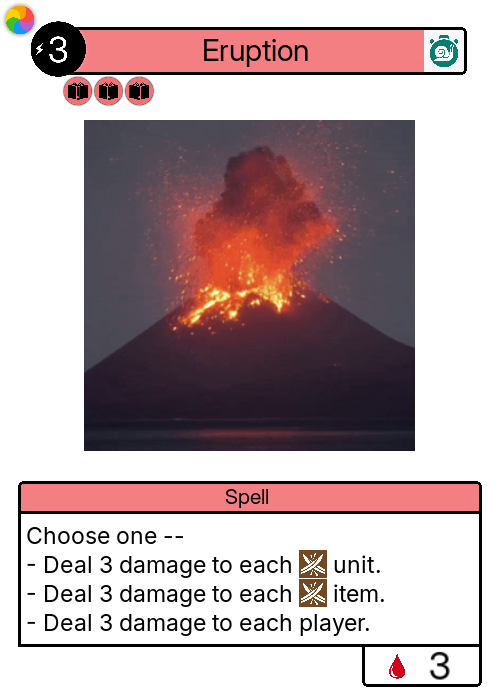 3
Eruption
Spell
Choose one --
- Deal 3 damage to each unit.
- Deal 3 damage to each item.
- Deal 3 damage to each player.
3